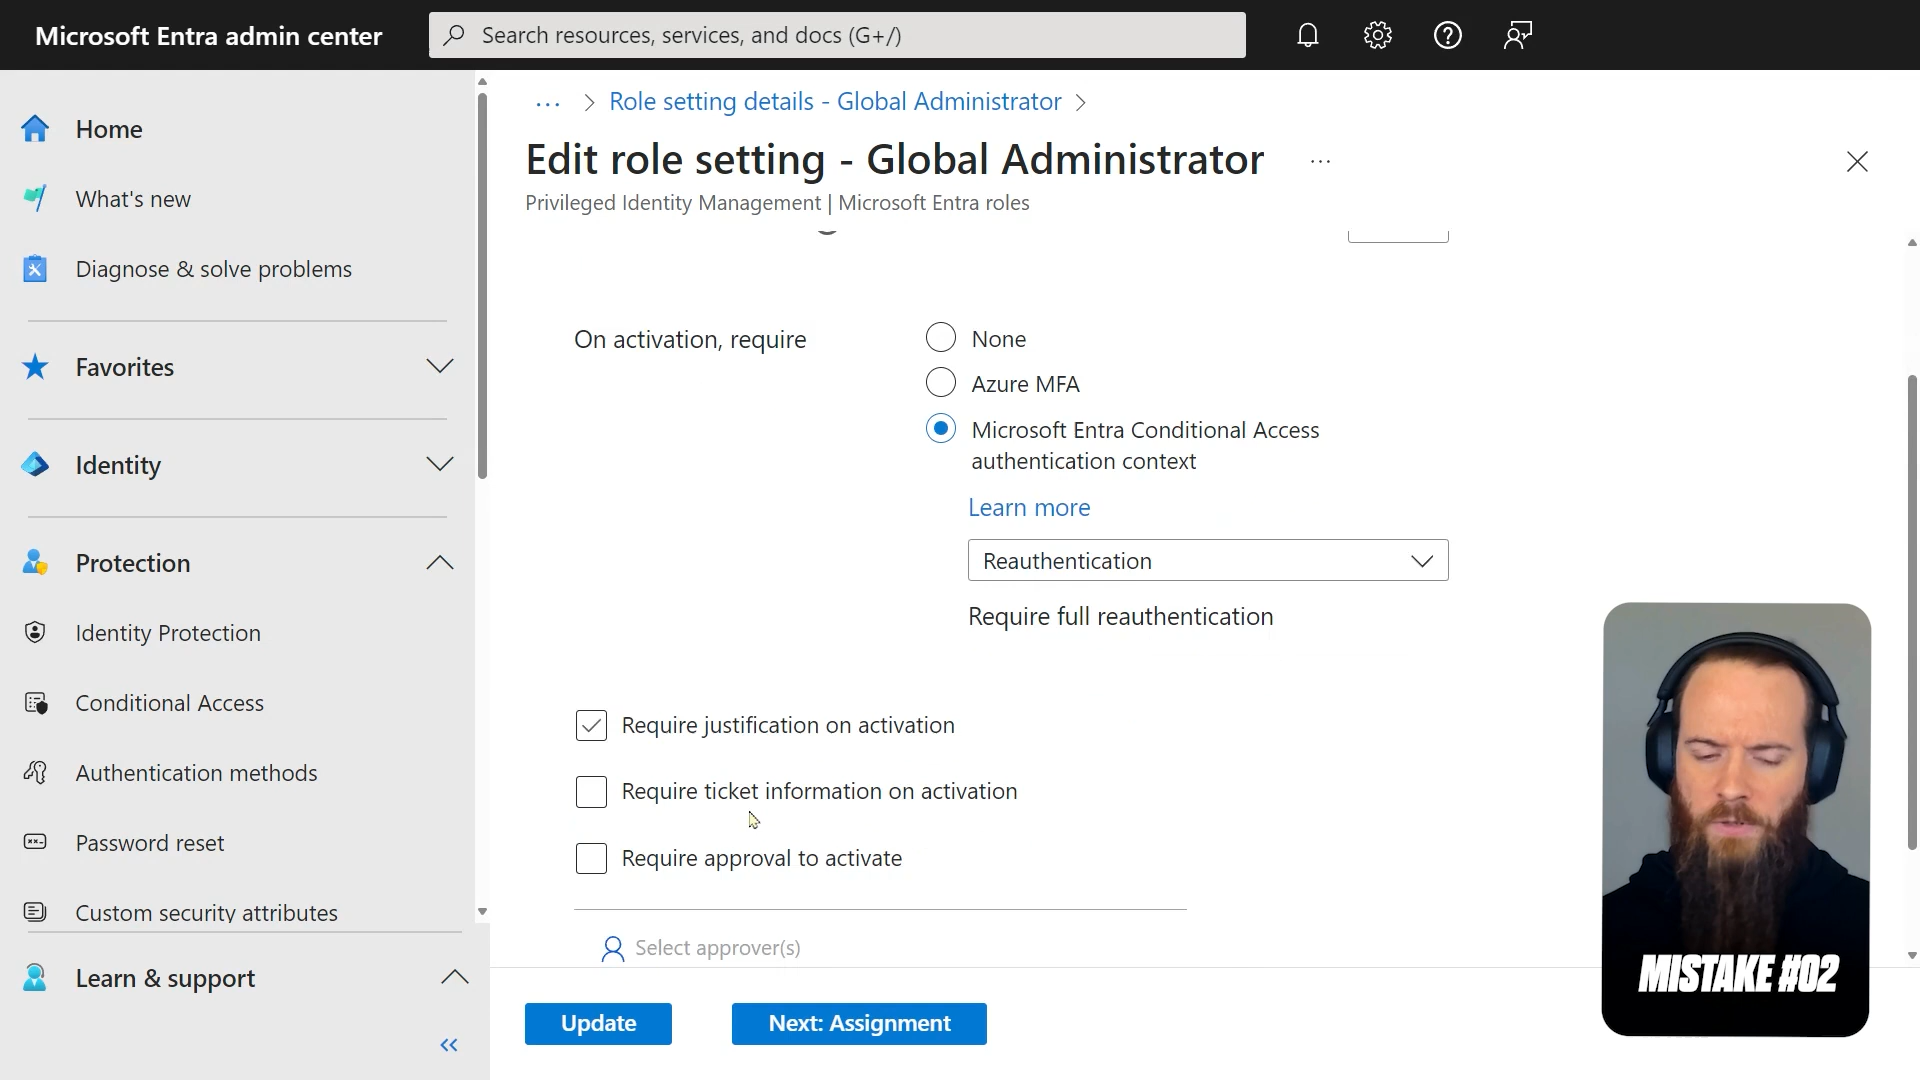 Microsoft Entra admin center
Search resources, services, and docs (G+/)
Home
What's new
Diagnose & solve problems
Favorites
Identity
Protection
Identity Protection
Conditional Access
Authentication methods
Password reset
Custom security attributes
Learn & support
... > Role setting details - Global Administrator >
Edit role setting - Global Administrator ...
Privileged Identity Management | Microsoft Entra roles
On activation, require
None
Azure MFA
Microsoft Entra Conditional Access
authentication context
Learn more
Reauthentication
Require full reauthentication
Require justification on activation
Require ticket information on activation
Require approval to activate
Select approver(s)
Update
Next: Assignment
MISTAKE #02